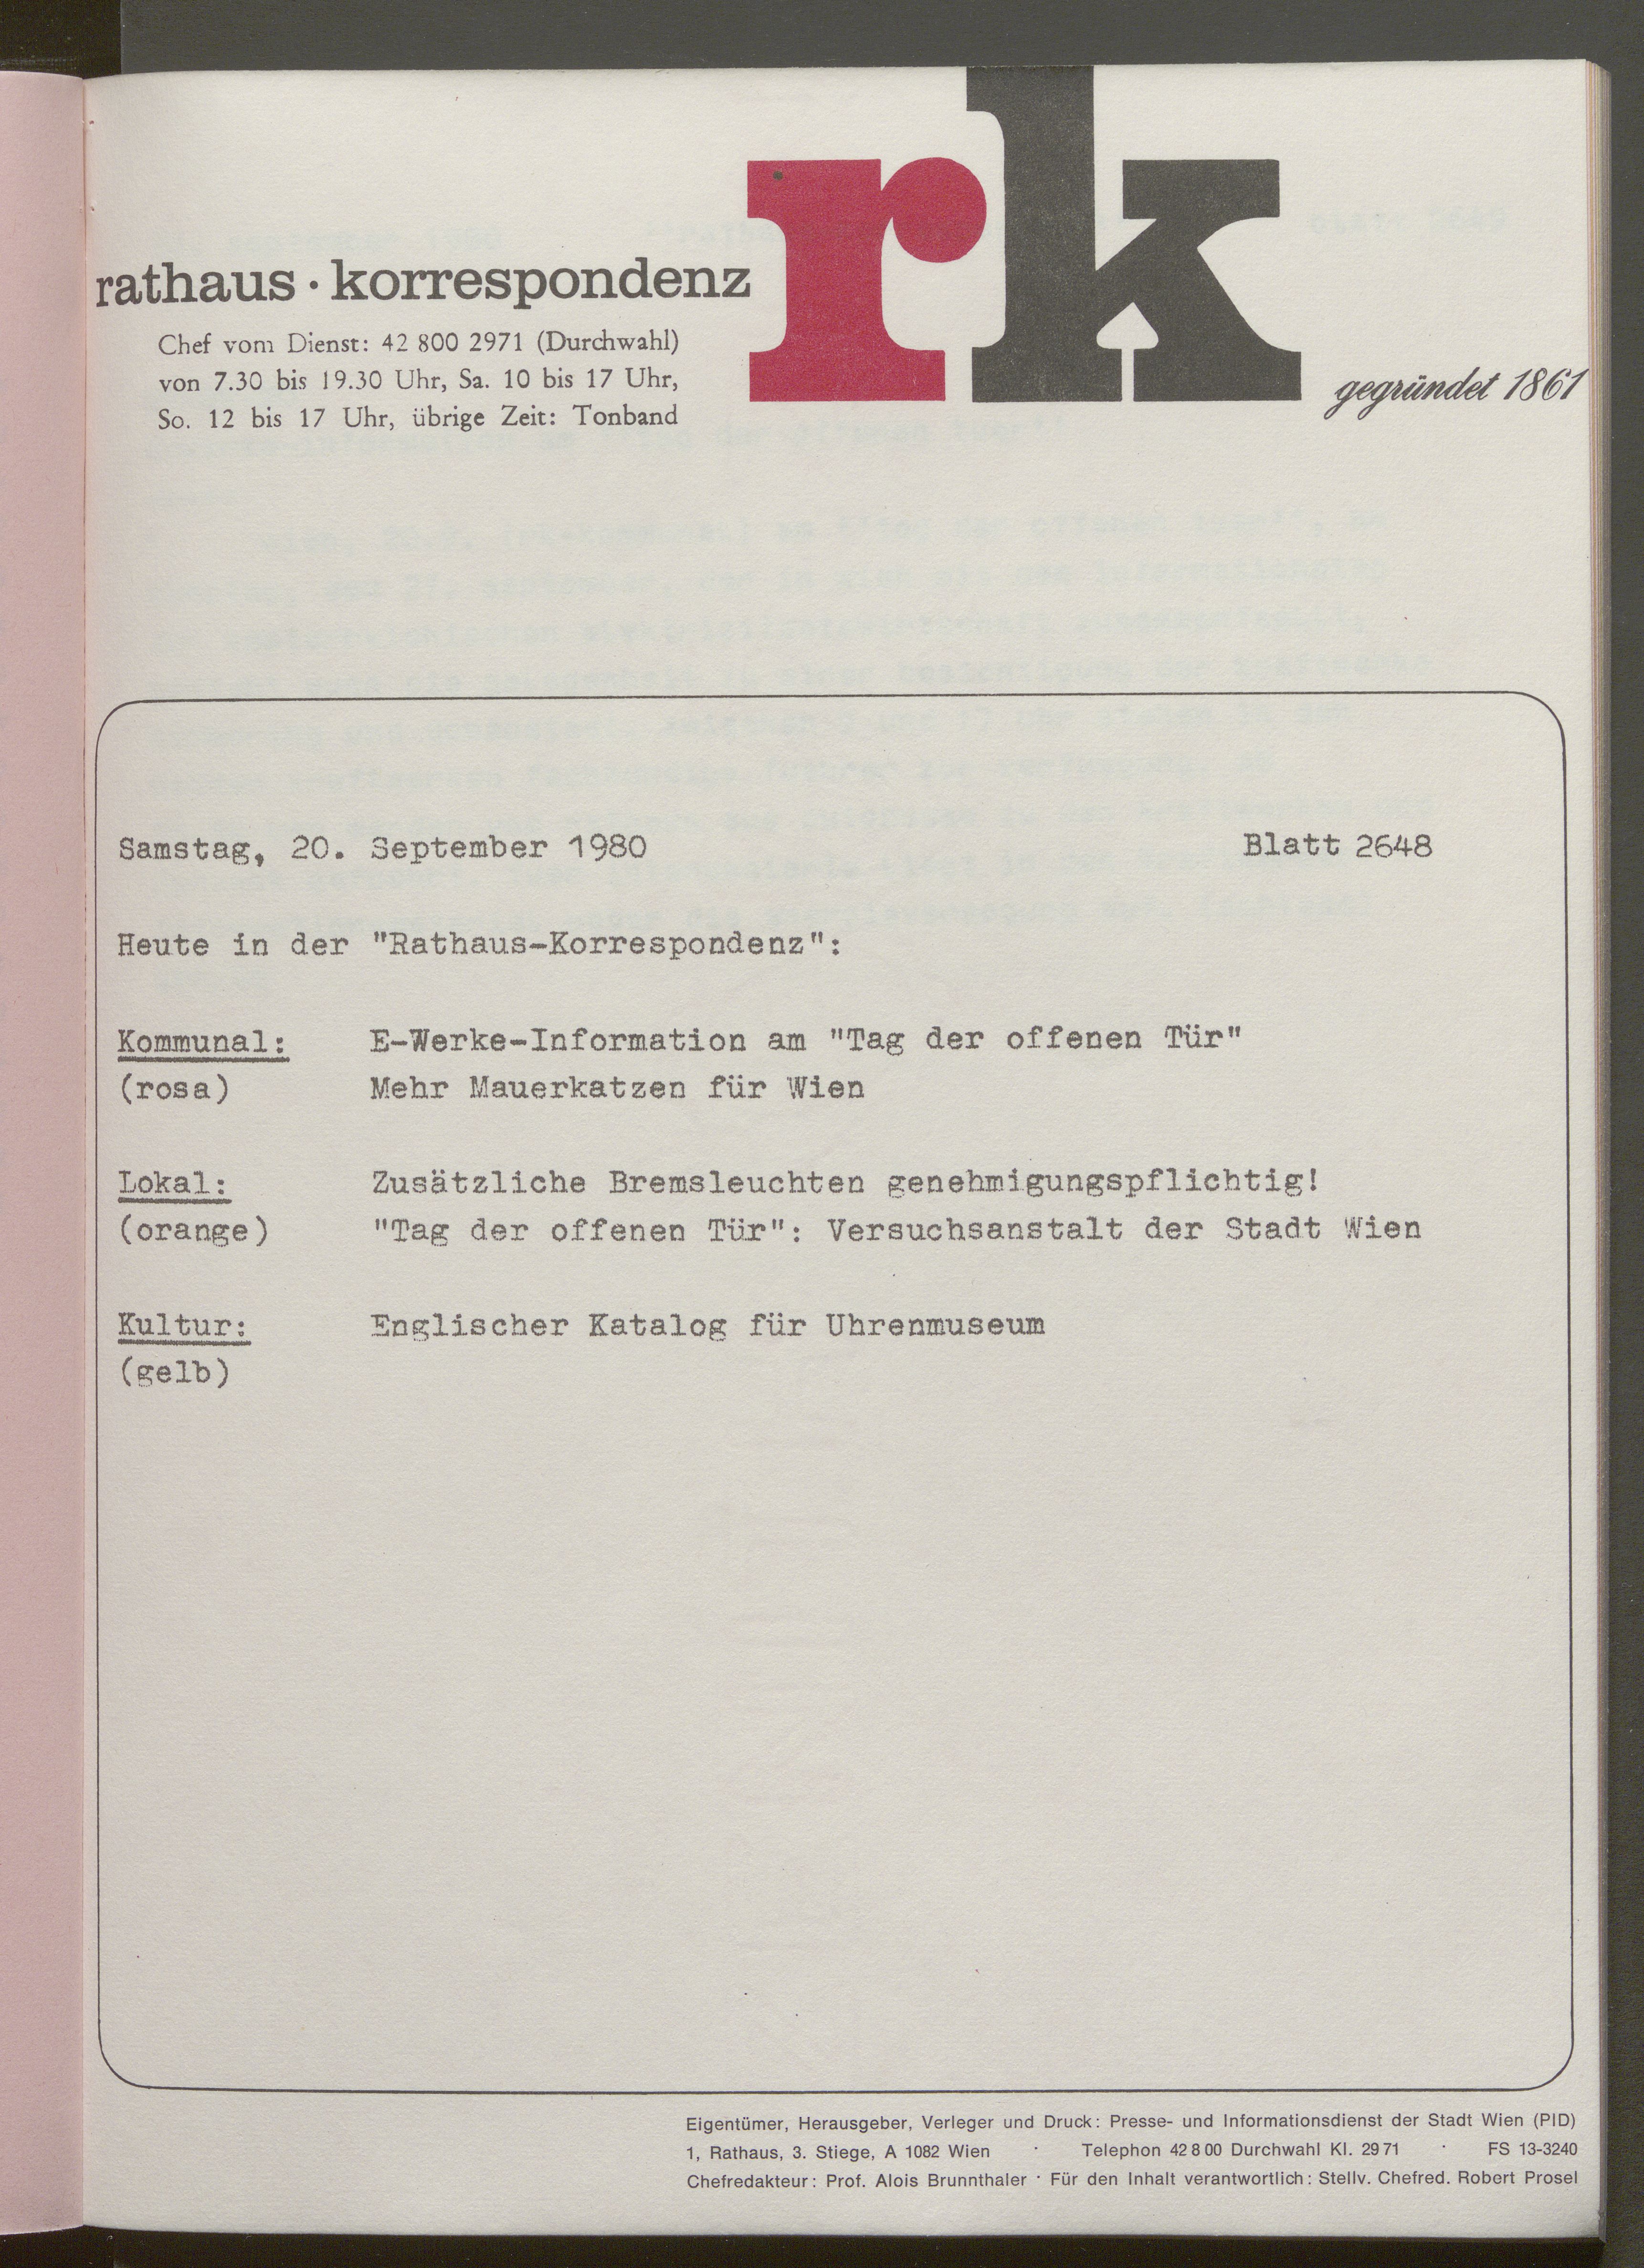 rk
rathaus · korrespondenz
Chef vom Dienst: 42 800 2971 (Durchwahl)
von 7.30 bis 19.30 Uhr, Sa. 10 bis 17 Uhr,
So. 12 bis 17 Uhr, übrige Zeit: Tonband
gegründet 1861
Samstag, 20. September 1980 Blatt 2648
Heute in der "Rathaus-Korrespondenz":
Kommunal: E-Werke-Information am "Tag der offenen Tür"
(rosa) Mehr Mauerkatzen für Wien
Lokal: Zusätzliche Bremsleuchten genehmigungspflichtig!
(orange) "Tag der offenen Tür": Versuchsanstalt der Stadt Wien
Kultur: Englischer Katalog für Uhrenmuseum
(gelb)
Eigentümer, Herausgeber, Verleger und Druck: Presse- und Informationsdienst der Stadt Wien (PID)
1, Rathaus, 3. Stiege, A 1082 Wien · Telephon 42 8 00 Durchwahl Kl. 29 71 · FS 13-3240
Chefredakteur: Prof. Alois Brunnthaler · Für den Inhalt verantwortlich: Stellv. Chefred. Robert Prosel